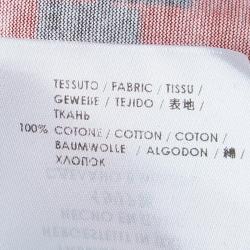 TESSUTO / FABRIC / TISSU /
GEWEBE / TEJIDO / 表地 /
ТКАНЬ
100% COTONE / COTTON / COTON /
BAUMWOLLE / ALGODON / 綿 /
ХЛОПОК